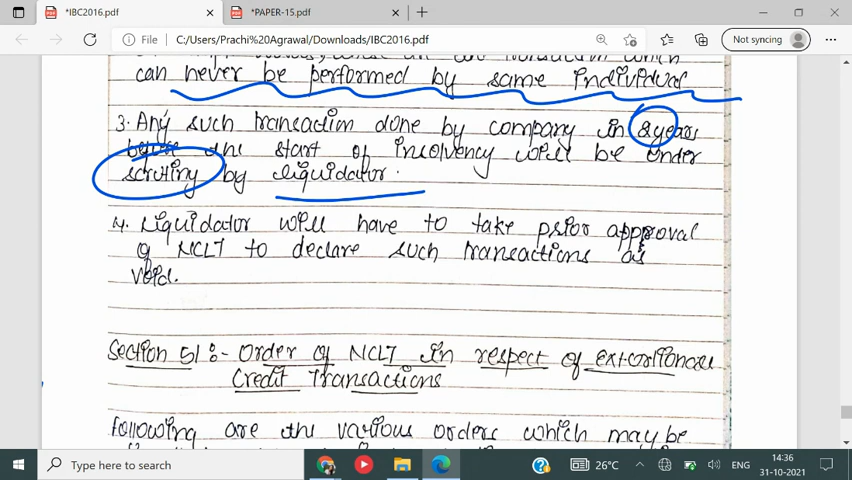 *IBC2016.pdf
*PAPER-15.pdf
File
C:/Users/Prachi%20Agrawal/Downloads/IBC2016.pdf
Not syncing
can never be performed by same individual
3. Any such transaction done by company in 2years
before the start of insolvency will be under
scrutiny by liquidator.
4. Liquidator will have to take prior approval
of NCLT to declare such transactions as
void.
Section 51:- Order of NCLT in respect of extortionate
Credit Transactions
Following are the various orders which may be
Type here to search
26°C
ENG
14:36
31-10-2021